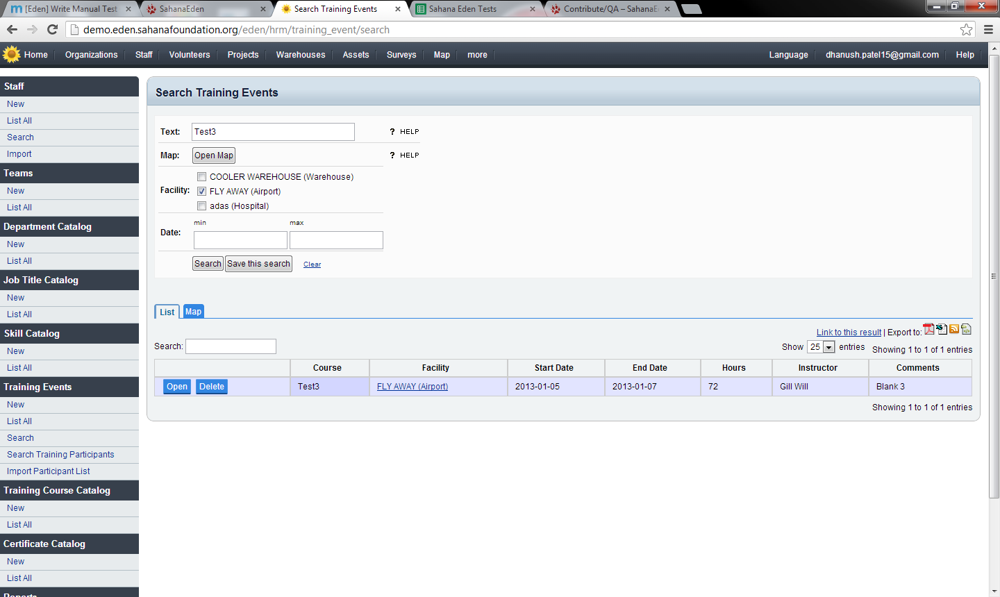 [Eden] Write Manual Test
SahanaEden
Search Training Events
Sahana Eden Tests
Contribute/QA – SahanaE
demo.eden.sahanafoundation.org/eden/hrm/training_event/search
Home
Organizations
Staff
Volunteers
Projects
Warehouses
Assets
Surveys
Map
more
Language
dhanush.patel15@gmail.com
Help
Staff
New
List All
Search
Import
Teams
New
List All
Department Catalog
New
List All
Job Title Catalog
New
List All
Skill Catalog
New
List All
Training Events
New
List All
Search
Search Training Participants
Import Participant List
Training Course Catalog
New
List All
Certificate Catalog
New
List All
Reports
Search Training Events
Text: Test3 ? HELP
Map: Open Map ? HELP
Facility:
COOLER WAREHOUSE (Warehouse)
FLY AWAY (Airport)
adas (Hospital)
min max
Date:
Search Save this search Clear
List Map
Link to this result | Export to:
Search: Show 25 entries Showing 1 to 1 of 1 entries
Course Facility Start Date End Date Hours Instructor Comments
Open Delete Test3 FLY AWAY (Airport) 2013-01-05 2013-01-07 72 Gill Will Blank 3
Showing 1 to 1 of 1 entries